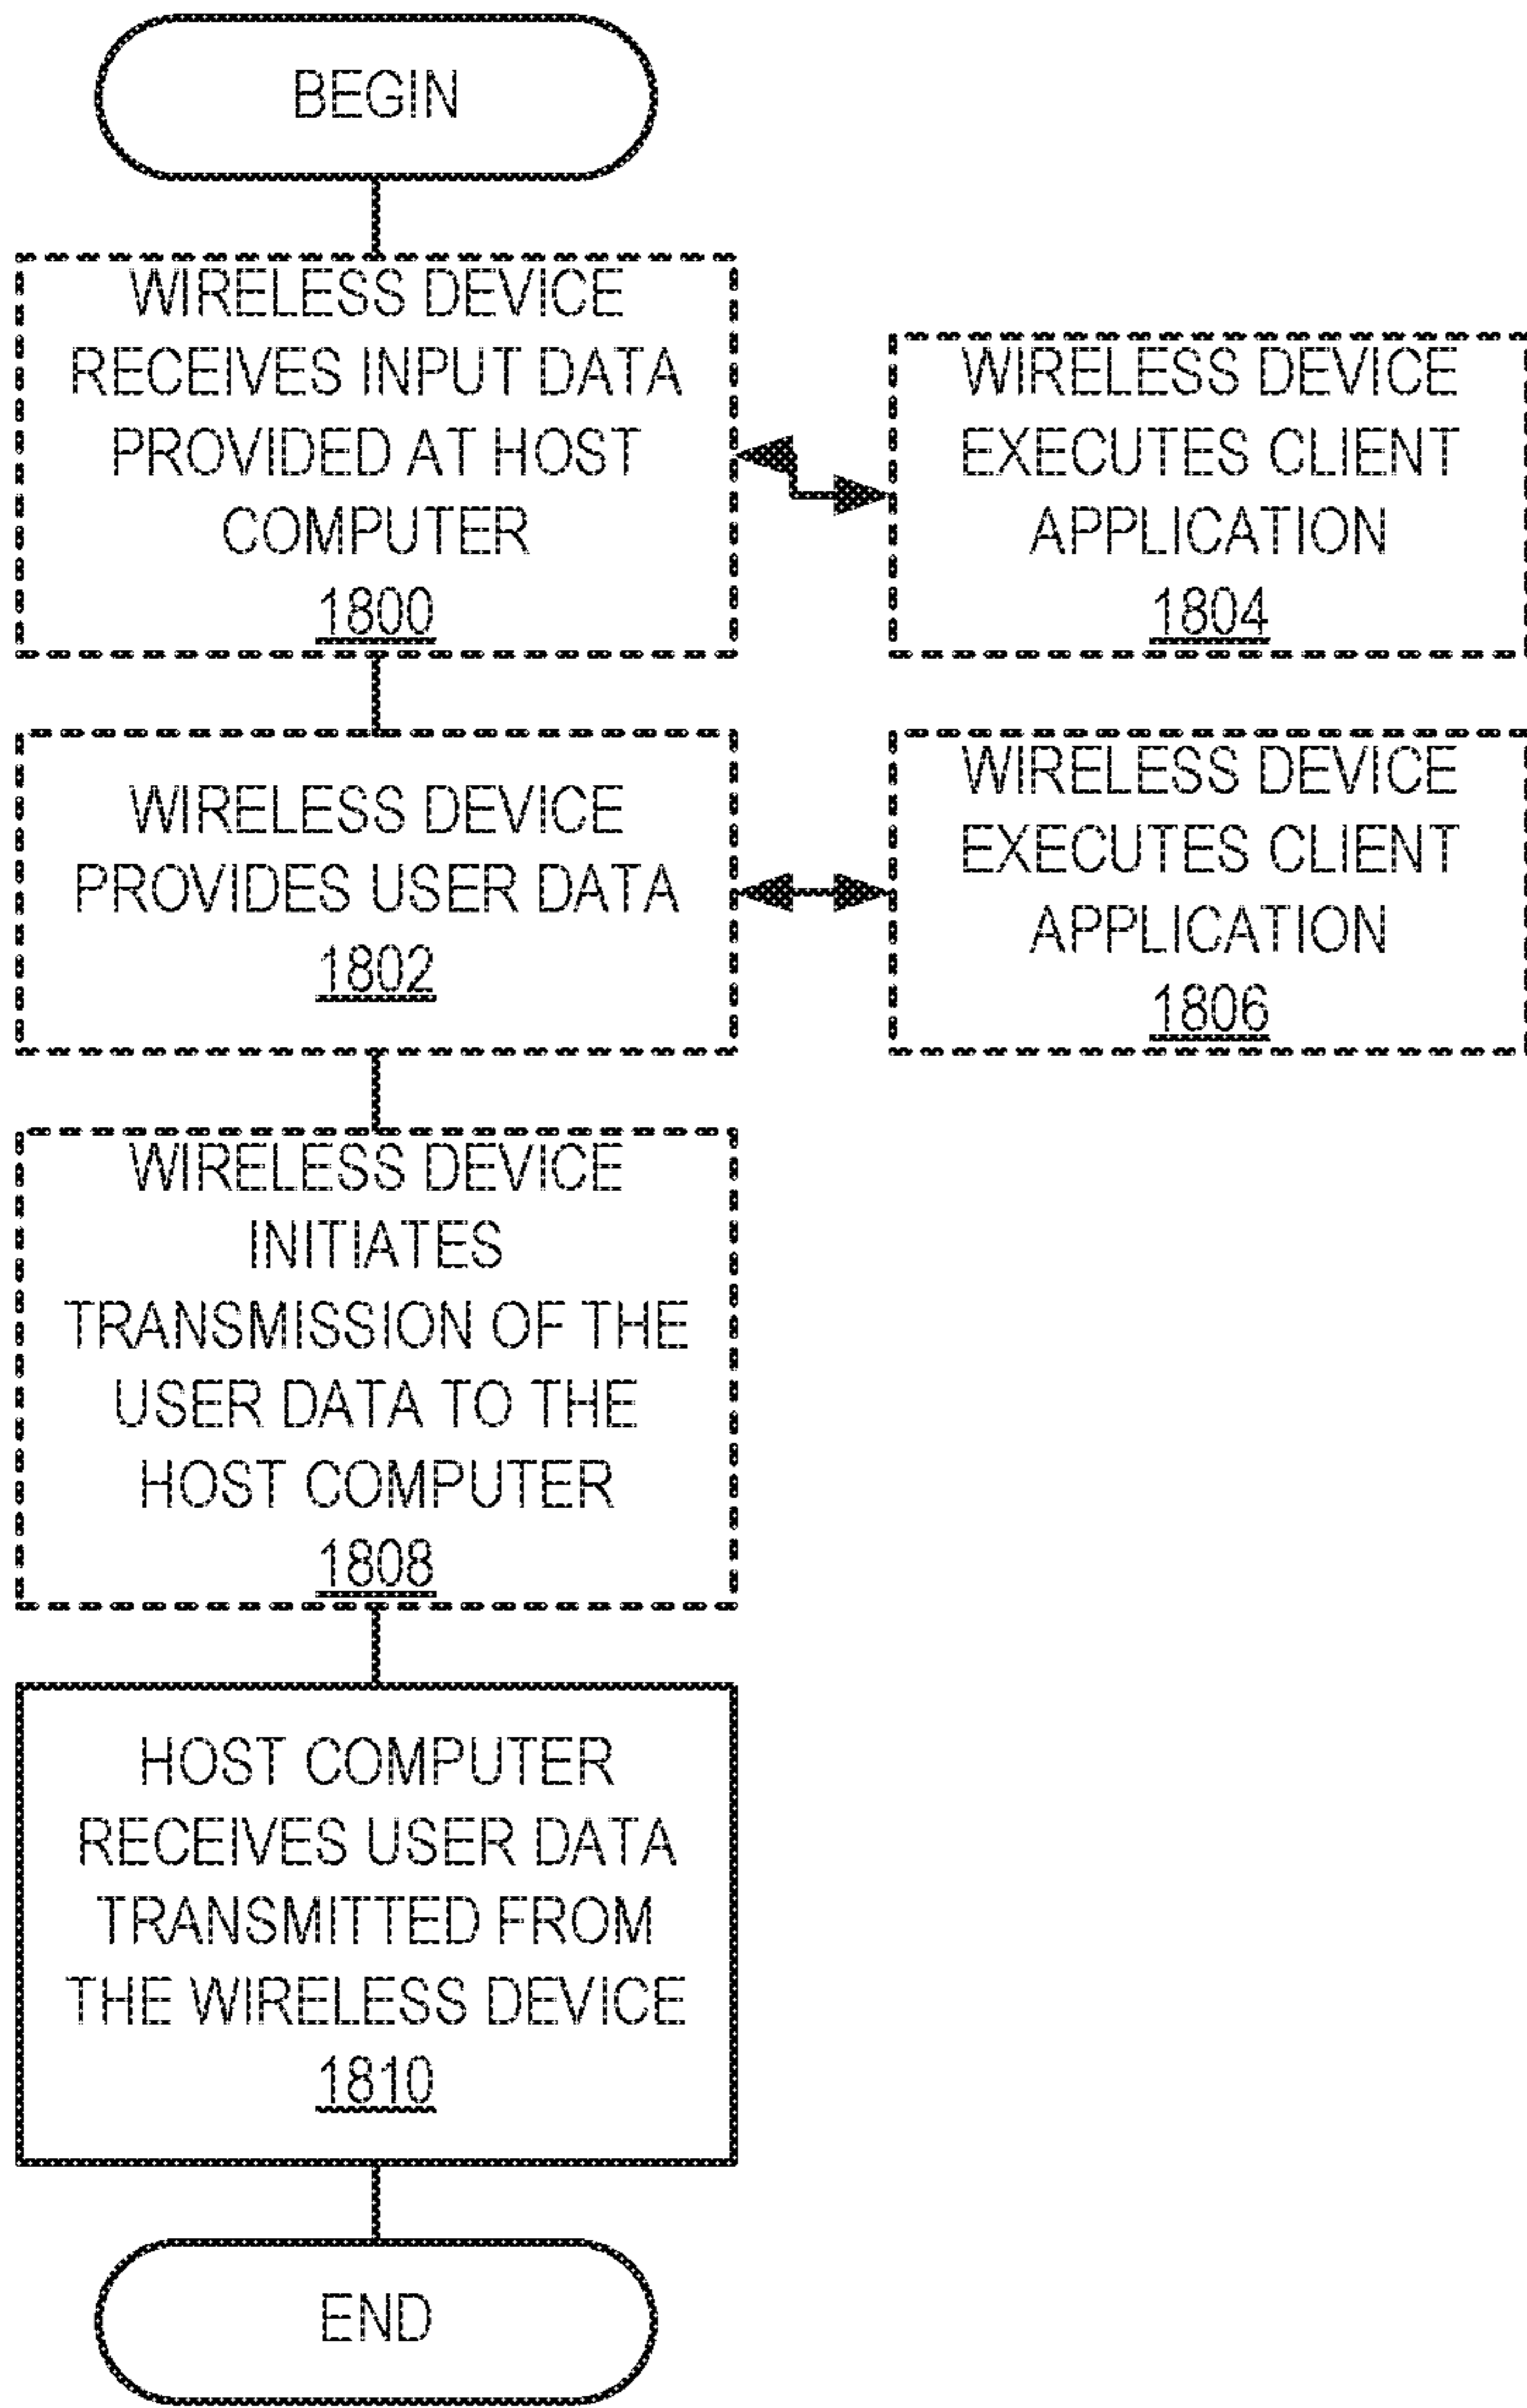 BEGIN
WIRELESS DEVICE
RECEIVES INPUT DATA
PROVIDED AT HOST
COMPUTER
1800
WIRELESS DEVICE
EXECUTES CLIENT
APPLICATION
1804
WIRELESS DEVICE
PROVIDES USER DATA
1802
WIRELESS DEVICE
EXECUTES CLIENT
APPLICATION
1806
WIRELESS DEVICE
INITIATES
TRANSMISSION OF THE
USER DATA TO THE
HOST COMPUTER
1808
HOST COMPUTER
RECEIVES USER DATA
TRANSMITTED FROM
THE WIRELESS DEVICE
1810
END